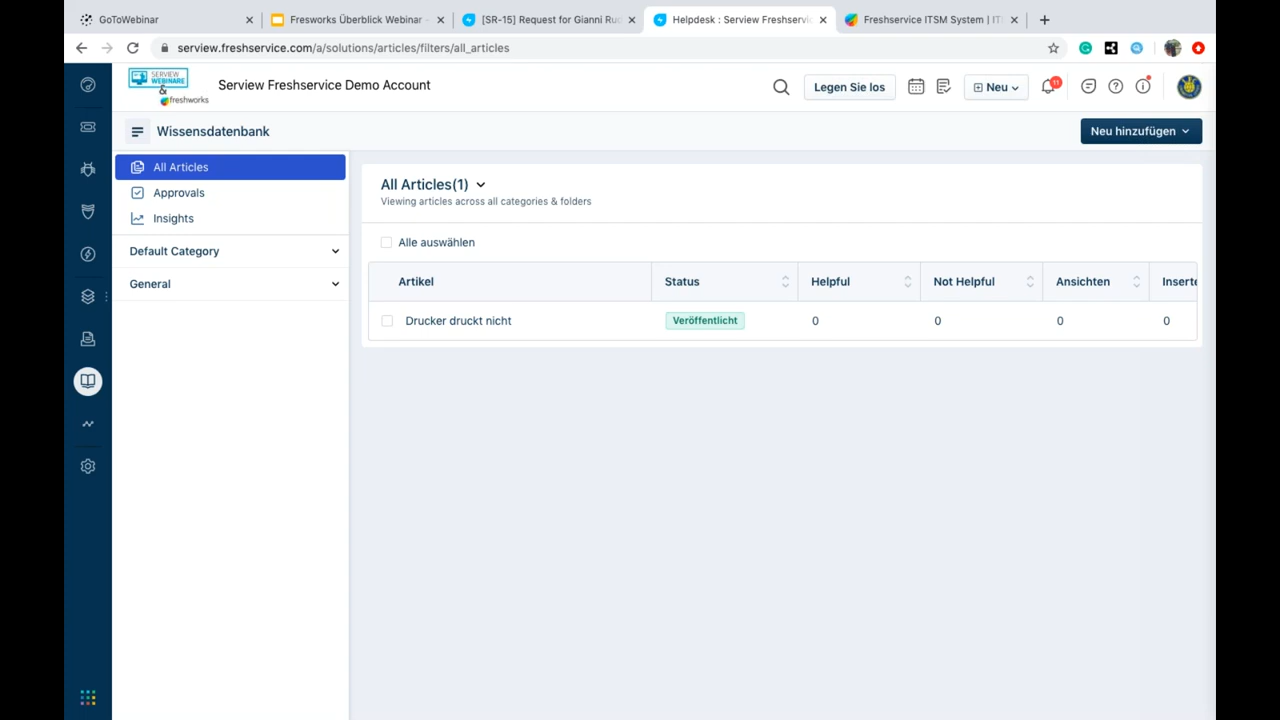 GoToWebinar
Fresworks Überblick Webinar -
[SR-15] Request for Gianni Ruc
Helpdesk : Serview Freshservic
Freshservice ITSM System | IT
serview.freshservice.com/a/solutions/articles/filters/all_articles
SERVIEW
WEBINARE
&
freshworks
Serview Freshservice Demo Account
Legen Sie los
Neu
11
Wissensdatenbank
Neu hinzufügen
All Articles
Approvals
Insights
Default Category
General
All Articles(1)
Viewing articles across all categories & folders
Alle auswählen
Artikel Status Helpful Not Helpful Ansichten Inserte
Drucker druckt nicht Veröffentlicht 0 0 0 0